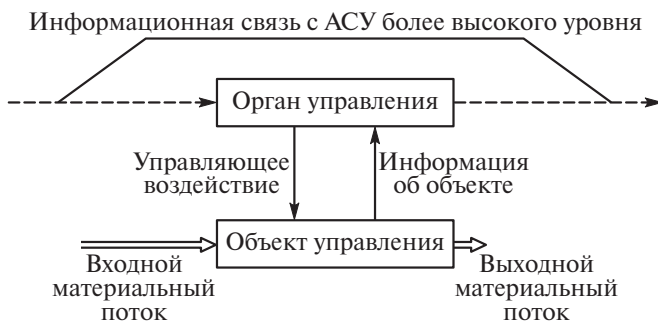 Информационная связь с АСУ более высокого уровня
Орган управления
Управляющее
воздействие
Информация
об объекте
Объект управления
Входной
материальный
поток
Выходной
материальный
поток